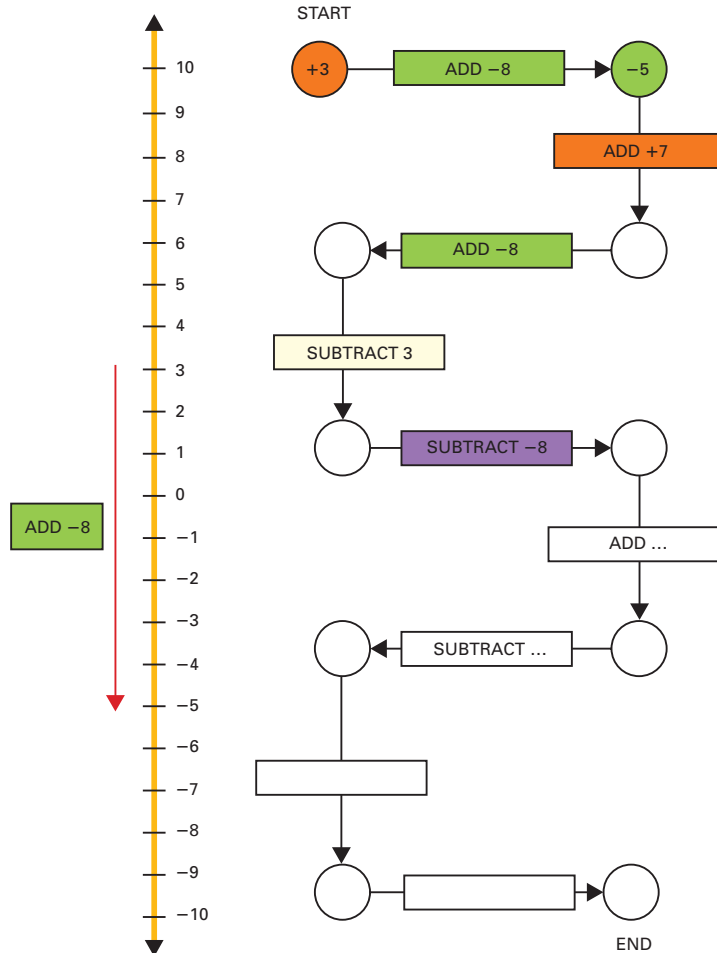 START
10
+3
ADD −8
−5
9
8
ADD +7
7
6
ADD −8
5
4
SUBTRACT 3
3
2
1
SUBTRACT −8
0
ADD −8
−1
ADD ...
−2
−3
−4
SUBTRACT ...
−5
−6
−7
−8
−9
−10
END